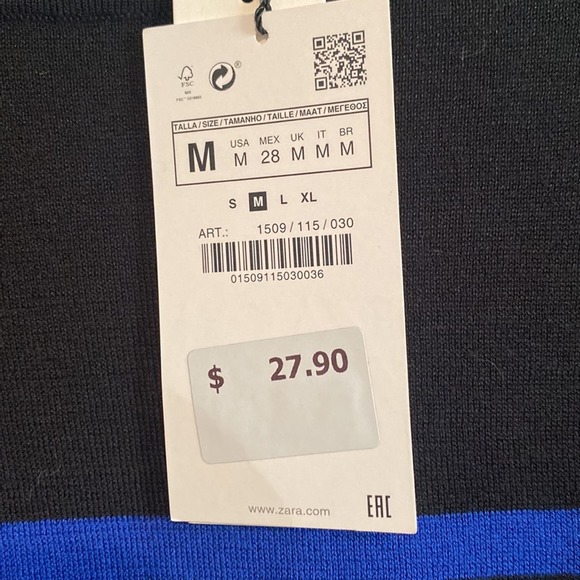 FSC
®
TALLA / SIZE / TAMANHO / TAILLE / MAAT / ΜΕΓΕΘΟΣ
M USA MEX UK IT BR
M 28 M M M
S M L XL
ART.: 1509 / 115 / 030
01509115030036
$ 27.90
www.zara.com
EAC